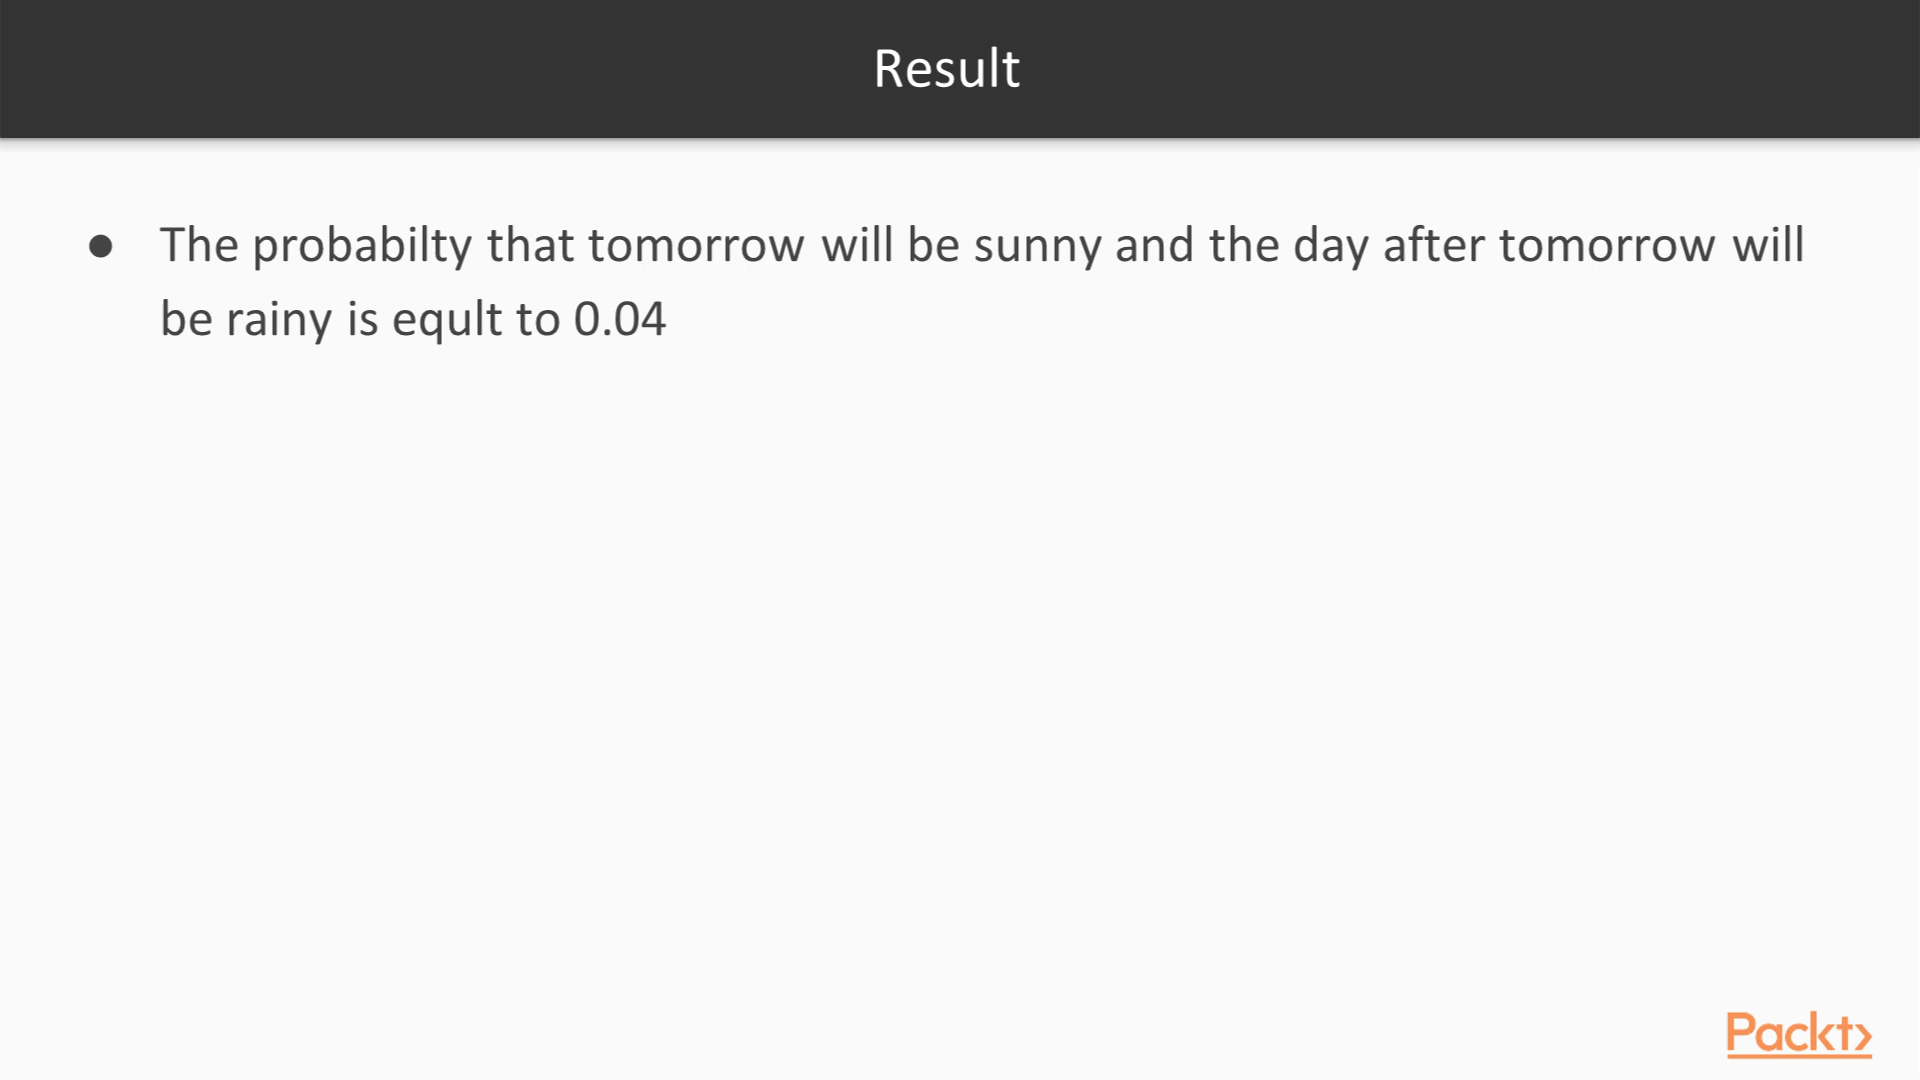 Result
● The probabilty that tomorrow will be sunny and the day after tomorrow will
be rainy is eqult to 0.04
Packt>